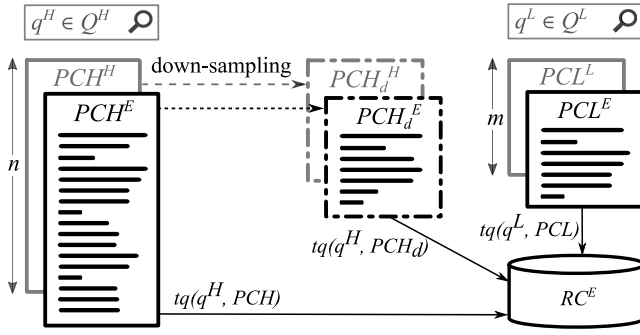 q^H ∈ Q^H
q^L ∈ Q^L
PCH^H
down-sampling
PCH_d^H
PCL^L
PCH^E
PCH_d^E
PCL^E
n
m
tq(q^H, PCH_d)
tq(q^L, PCL)
tq(q^H, PCH)
RC^E